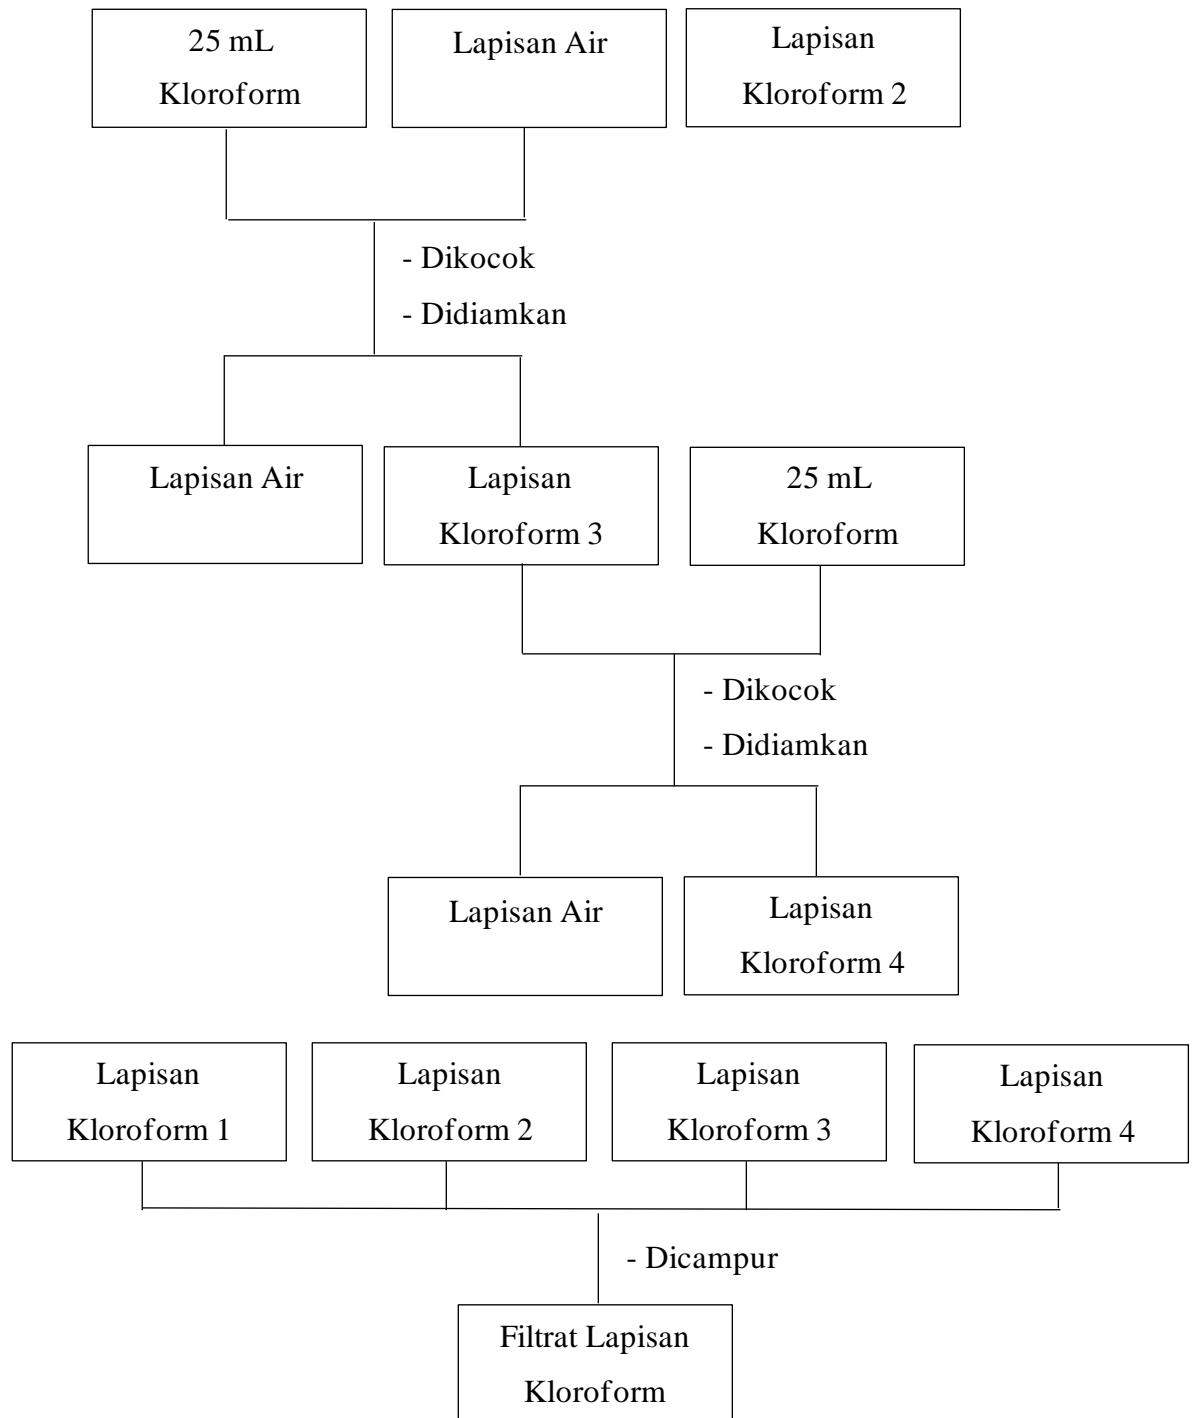 25 mL
Kloroform
Lapisan Air
Lapisan
Kloroform 2
- Dikocok
- Didiamkan
Lapisan Air
Lapisan
Kloroform 3
25 mL
Kloroform
- Dikocok
- Didiamkan
Lapisan Air
Lapisan
Kloroform 4
Lapisan
Kloroform 1
Lapisan
Kloroform 2
Lapisan
Kloroform 3
Lapisan
Kloroform 4
- Dicampur
Filtrat Lapisan
Kloroform